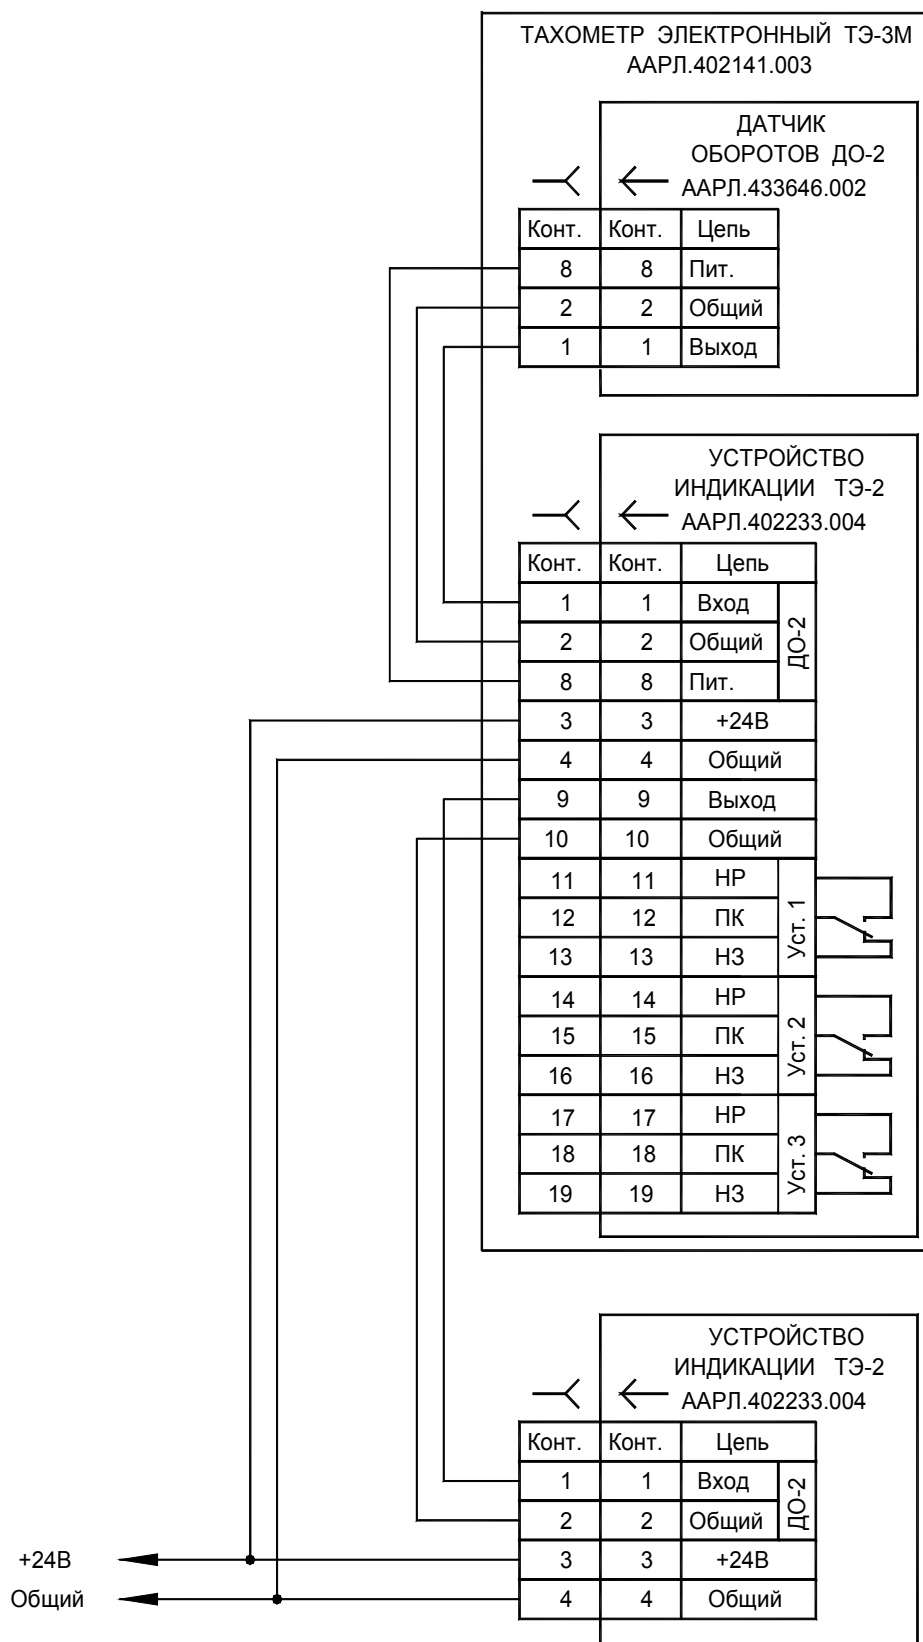 ТАХОМЕТР ЭЛЕКТРОННЫЙ ТЭ-3М
ААРЛ.402141.003
ДАТЧИК
ОБОРОТОВ ДО-2
ААРЛ.433646.002
Конт. Конт. Цепь
8 8 Пит.
2 2 Общий
1 1 Выход
УСТРОЙСТВО
ИНДИКАЦИИ ТЭ-2
ААРЛ.402233.004
Конт. Конт. Цепь
1 1 Вход
2 2 Общий
8 8 Пит.
ДО-2
3 3 +24В
4 4 Общий
9 9 Выход
10 10 Общий
11 11 НР
12 12 ПК
13 13 НЗ
Уст. 1
14 14 НР
15 15 ПК
16 16 НЗ
Уст. 2
17 17 НР
18 18 ПК
19 19 НЗ
Уст. 3
УСТРОЙСТВО
ИНДИКАЦИИ ТЭ-2
ААРЛ.402233.004
Конт. Конт. Цепь
1 1 Вход
2 2 Общий
ДО-2
+24В 3 3 +24В
Общий 4 4 Общий